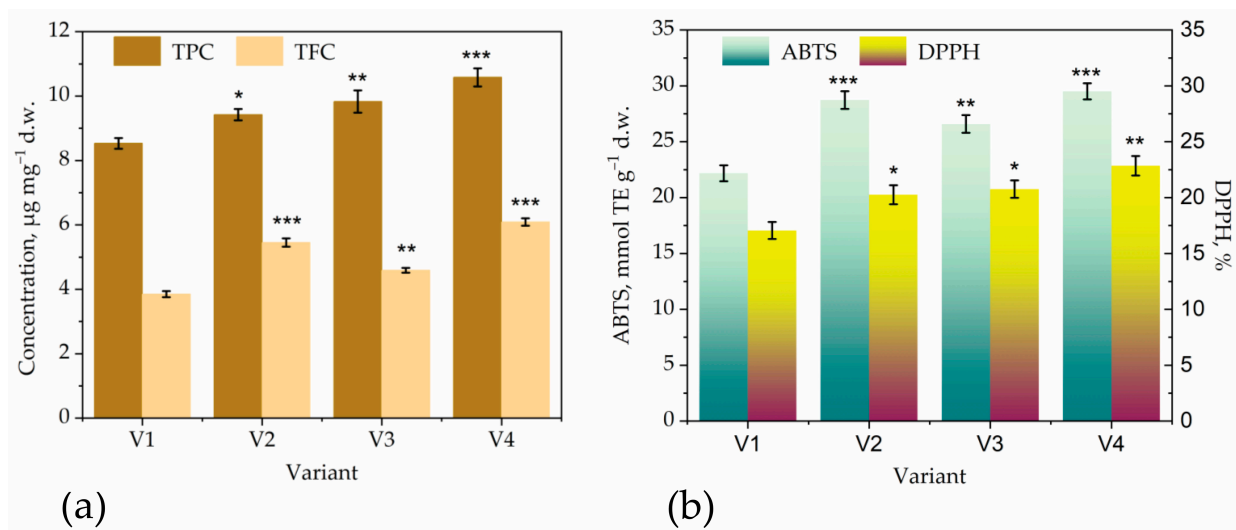 TPC TFC
12
10
8
6
4
2
0
* ** ***
*** ** ***
Concentration, µg mg⁻¹ d.w.
V1 V2 V3 V4
Variant
(a)
ABTS DPPH
35
30
25
20
15
10
5
0
*** ** ***
* * **
ABTS, mmol TE g⁻¹ d.w.
35
30
25
20
15
10
5
0
DPPH, %
V1 V2 V3 V4
Variant
(b)